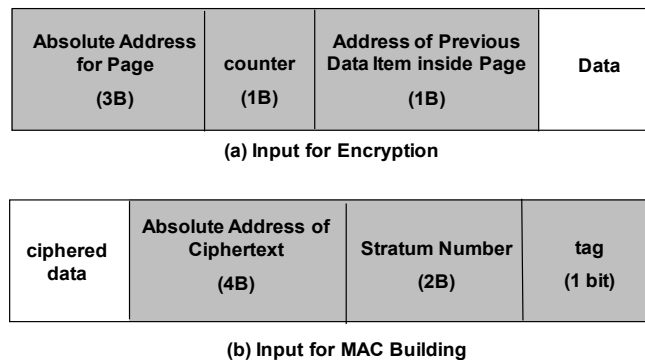 Absolute Address
for Page
(3B)
counter
(1B)
Address of Previous
Data Item inside Page
(1B)
Data
(a) Input for Encryption
ciphered
data
Absolute Address of
Ciphertext
(4B)
Stratum Number
(2B)
tag
(1 bit)
(b) Input for MAC Building